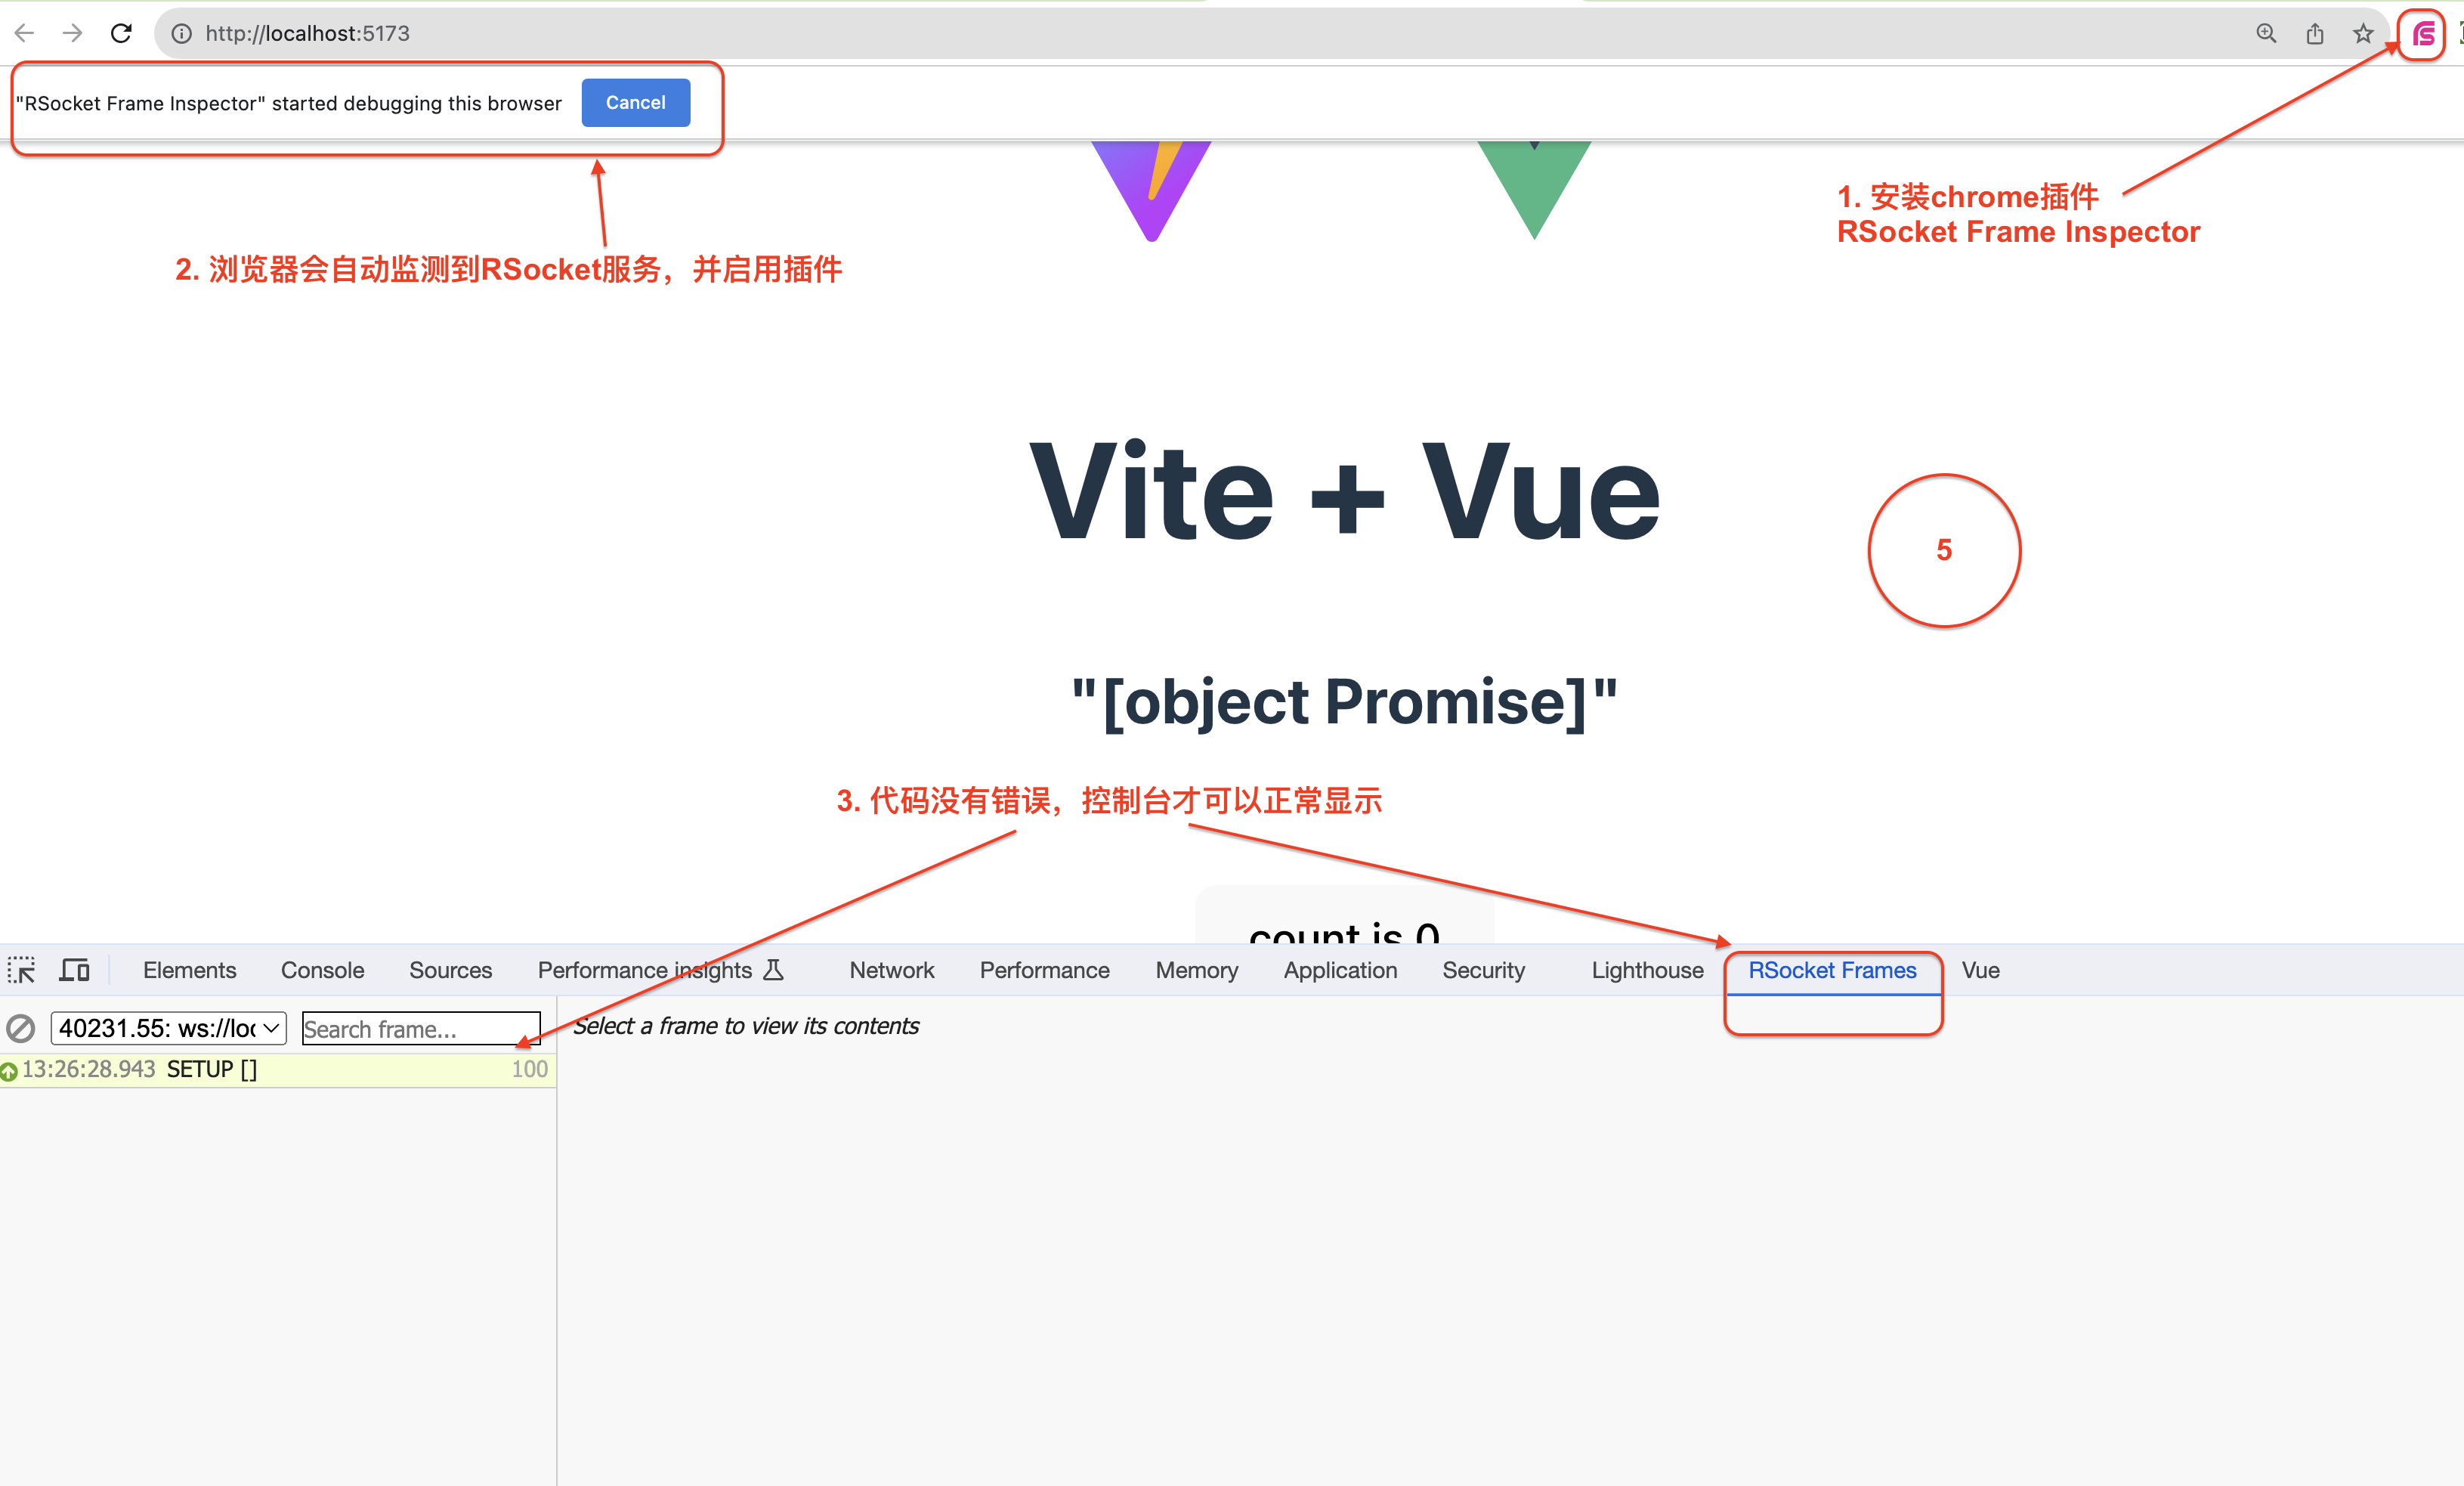 http://localhost:5173
"RSocket Frame Inspector" started debugging this browser
Cancel
1. 安装chrome插件
RSocket Frame Inspector
2. 浏览器会自动监测到RSocket服务，并启用插件
Vite + Vue
5
"[object Promise]"
3. 代码没有错误，控制台才可以正常显示
count is 0
Elements Console Sources Performance insights Network Performance Memory Application Security Lighthouse RSocket Frames Vue
40231.55: ws://loc Search frame... Select a frame to view its contents
13:26:28.943 SETUP [] 100